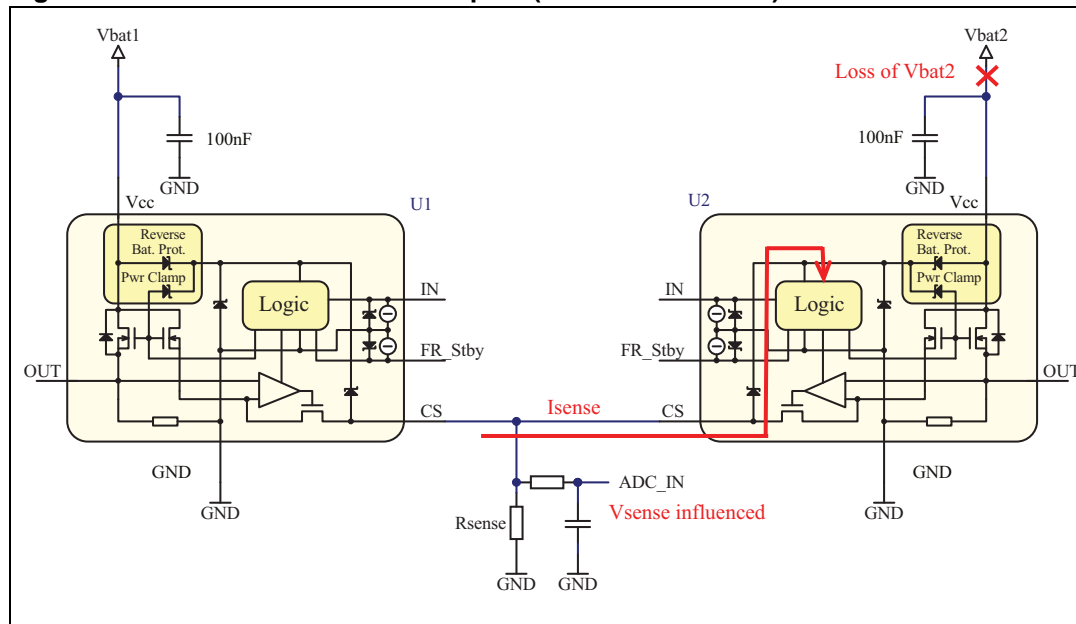 Vbat1
Vbat2
Loss of Vbat2
100nF
100nF
GND
GND
Vcc
Vcc
U1
U2
Reverse
Bat. Prot.
Pwr Clamp
Reverse
Bat. Prot.
Pwr Clamp
Logic
Logic
IN
IN
FR_Stby
FR_Stby
OUT
OUT
CS
Isense
CS
GND
GND
ADC_IN
GND
GND
Rsense
Vsense influenced
GND
GND